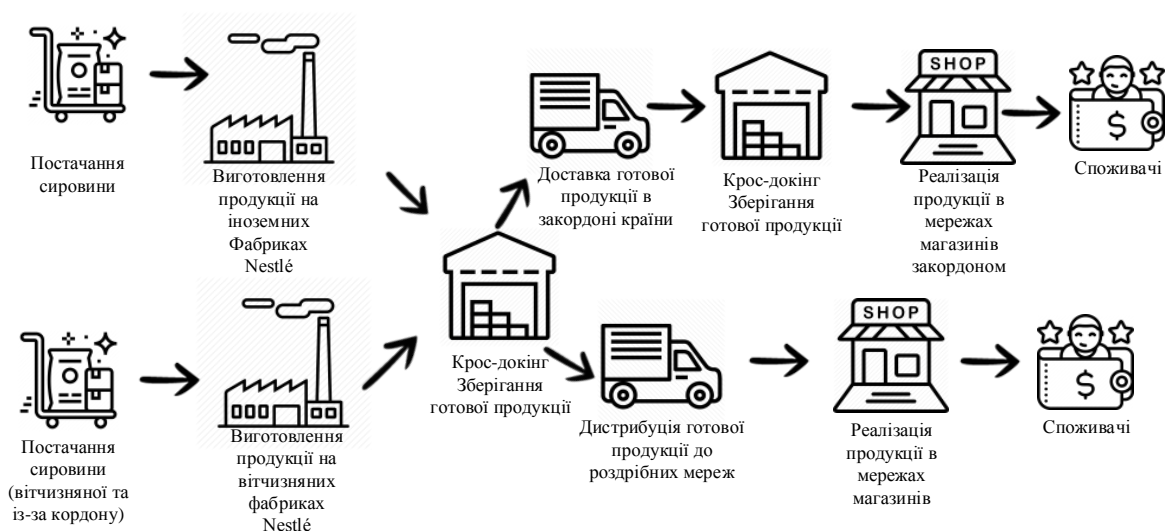 Постачання
сировини
Виготовлення
продукції на
іноземних
Фабриках
Nestlé
Доставка готової
продукції в
закордоні країни
Крос-докінг
Зберігання
готової продукції
SHOP
Реалізація
продукції в
мережах
магазинів
закордоном
$
Споживачі
Постачання
сировини
(вітчизняної та
із-за кордону)
Виготовлення
продукції на
вітчизняних
фабриках
Nestlé
Крос-докінг
Зберігання
готової продукції
Дистрибуція готової
продукції до
роздрібних мереж
SHOP
Реалізація
продукції в
мережах
магазинів
$
Споживачі